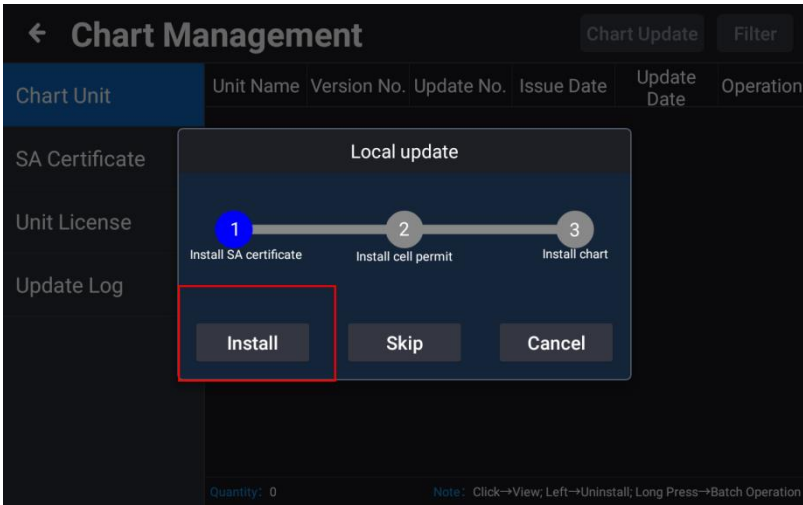 ← Chart Management
Chart Update
Filter
Chart Unit
SA Certificate
Unit License
Update Log
Unit Name Version No. Update No. Issue Date Update Date Operation
Local update
1
2
3
Install SA certificate
Install cell permit
Install chart
Install
Skip
Cancel
Quantity: 0
Note: Click→View; Left→Uninstall; Long Press→Batch Operation